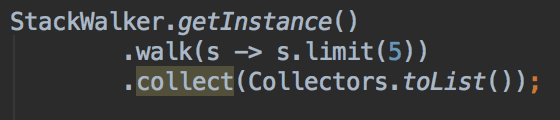 StackWalker.getInstance()
.walk(s -> s.limit(5))
.collect(Collectors.toList());